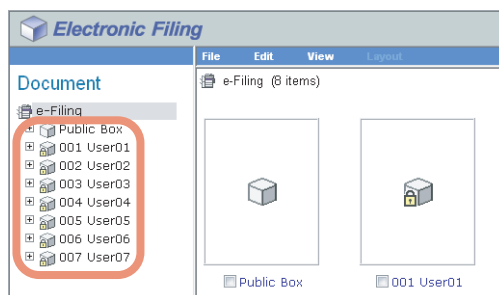 Electronic Filing
File Edit View Layout
Document
e-Filing
Public Box
001 User01
002 User02
003 User03
004 User04
005 User05
006 User06
007 User07
e-Filing (8 items)
Public Box
001 User01